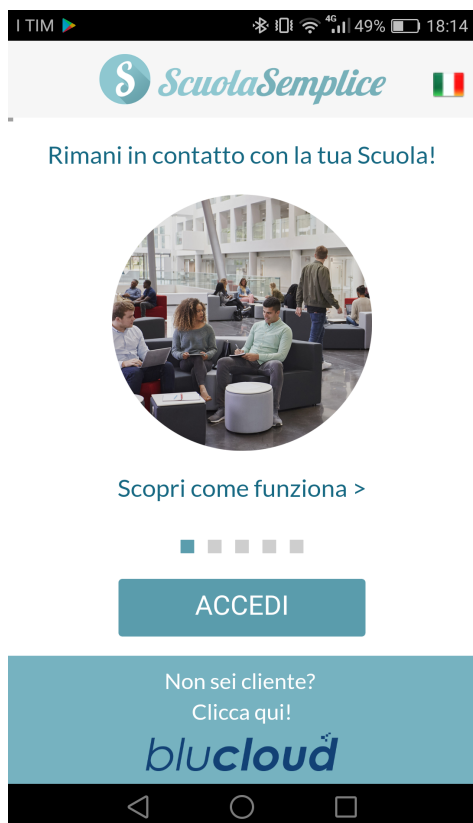 I TIM
4G
49%
18:14
S ScuolaSemplice
Rimani in contatto con la tua Scuola!
Scopri come funziona >
ACCEDI
Non sei cliente?
Clicca qui!
blucloud